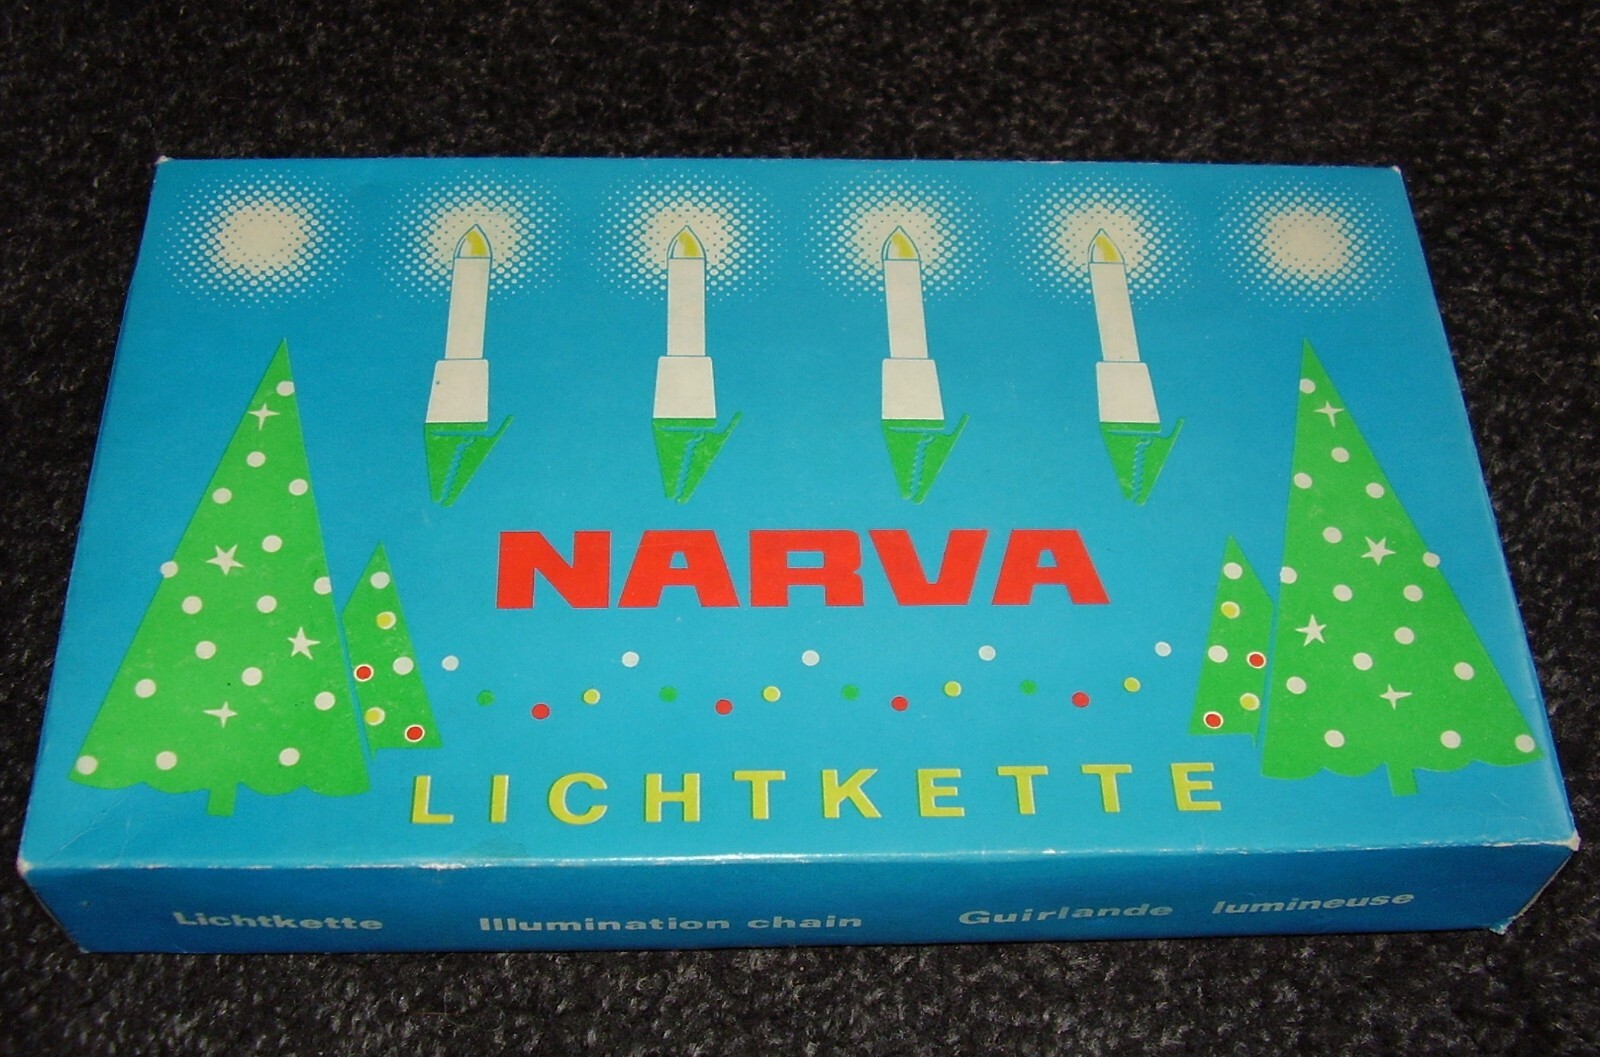 NARVA
LICHTKETTE
Lichtkette Illumination chain Guirlande lumineuse